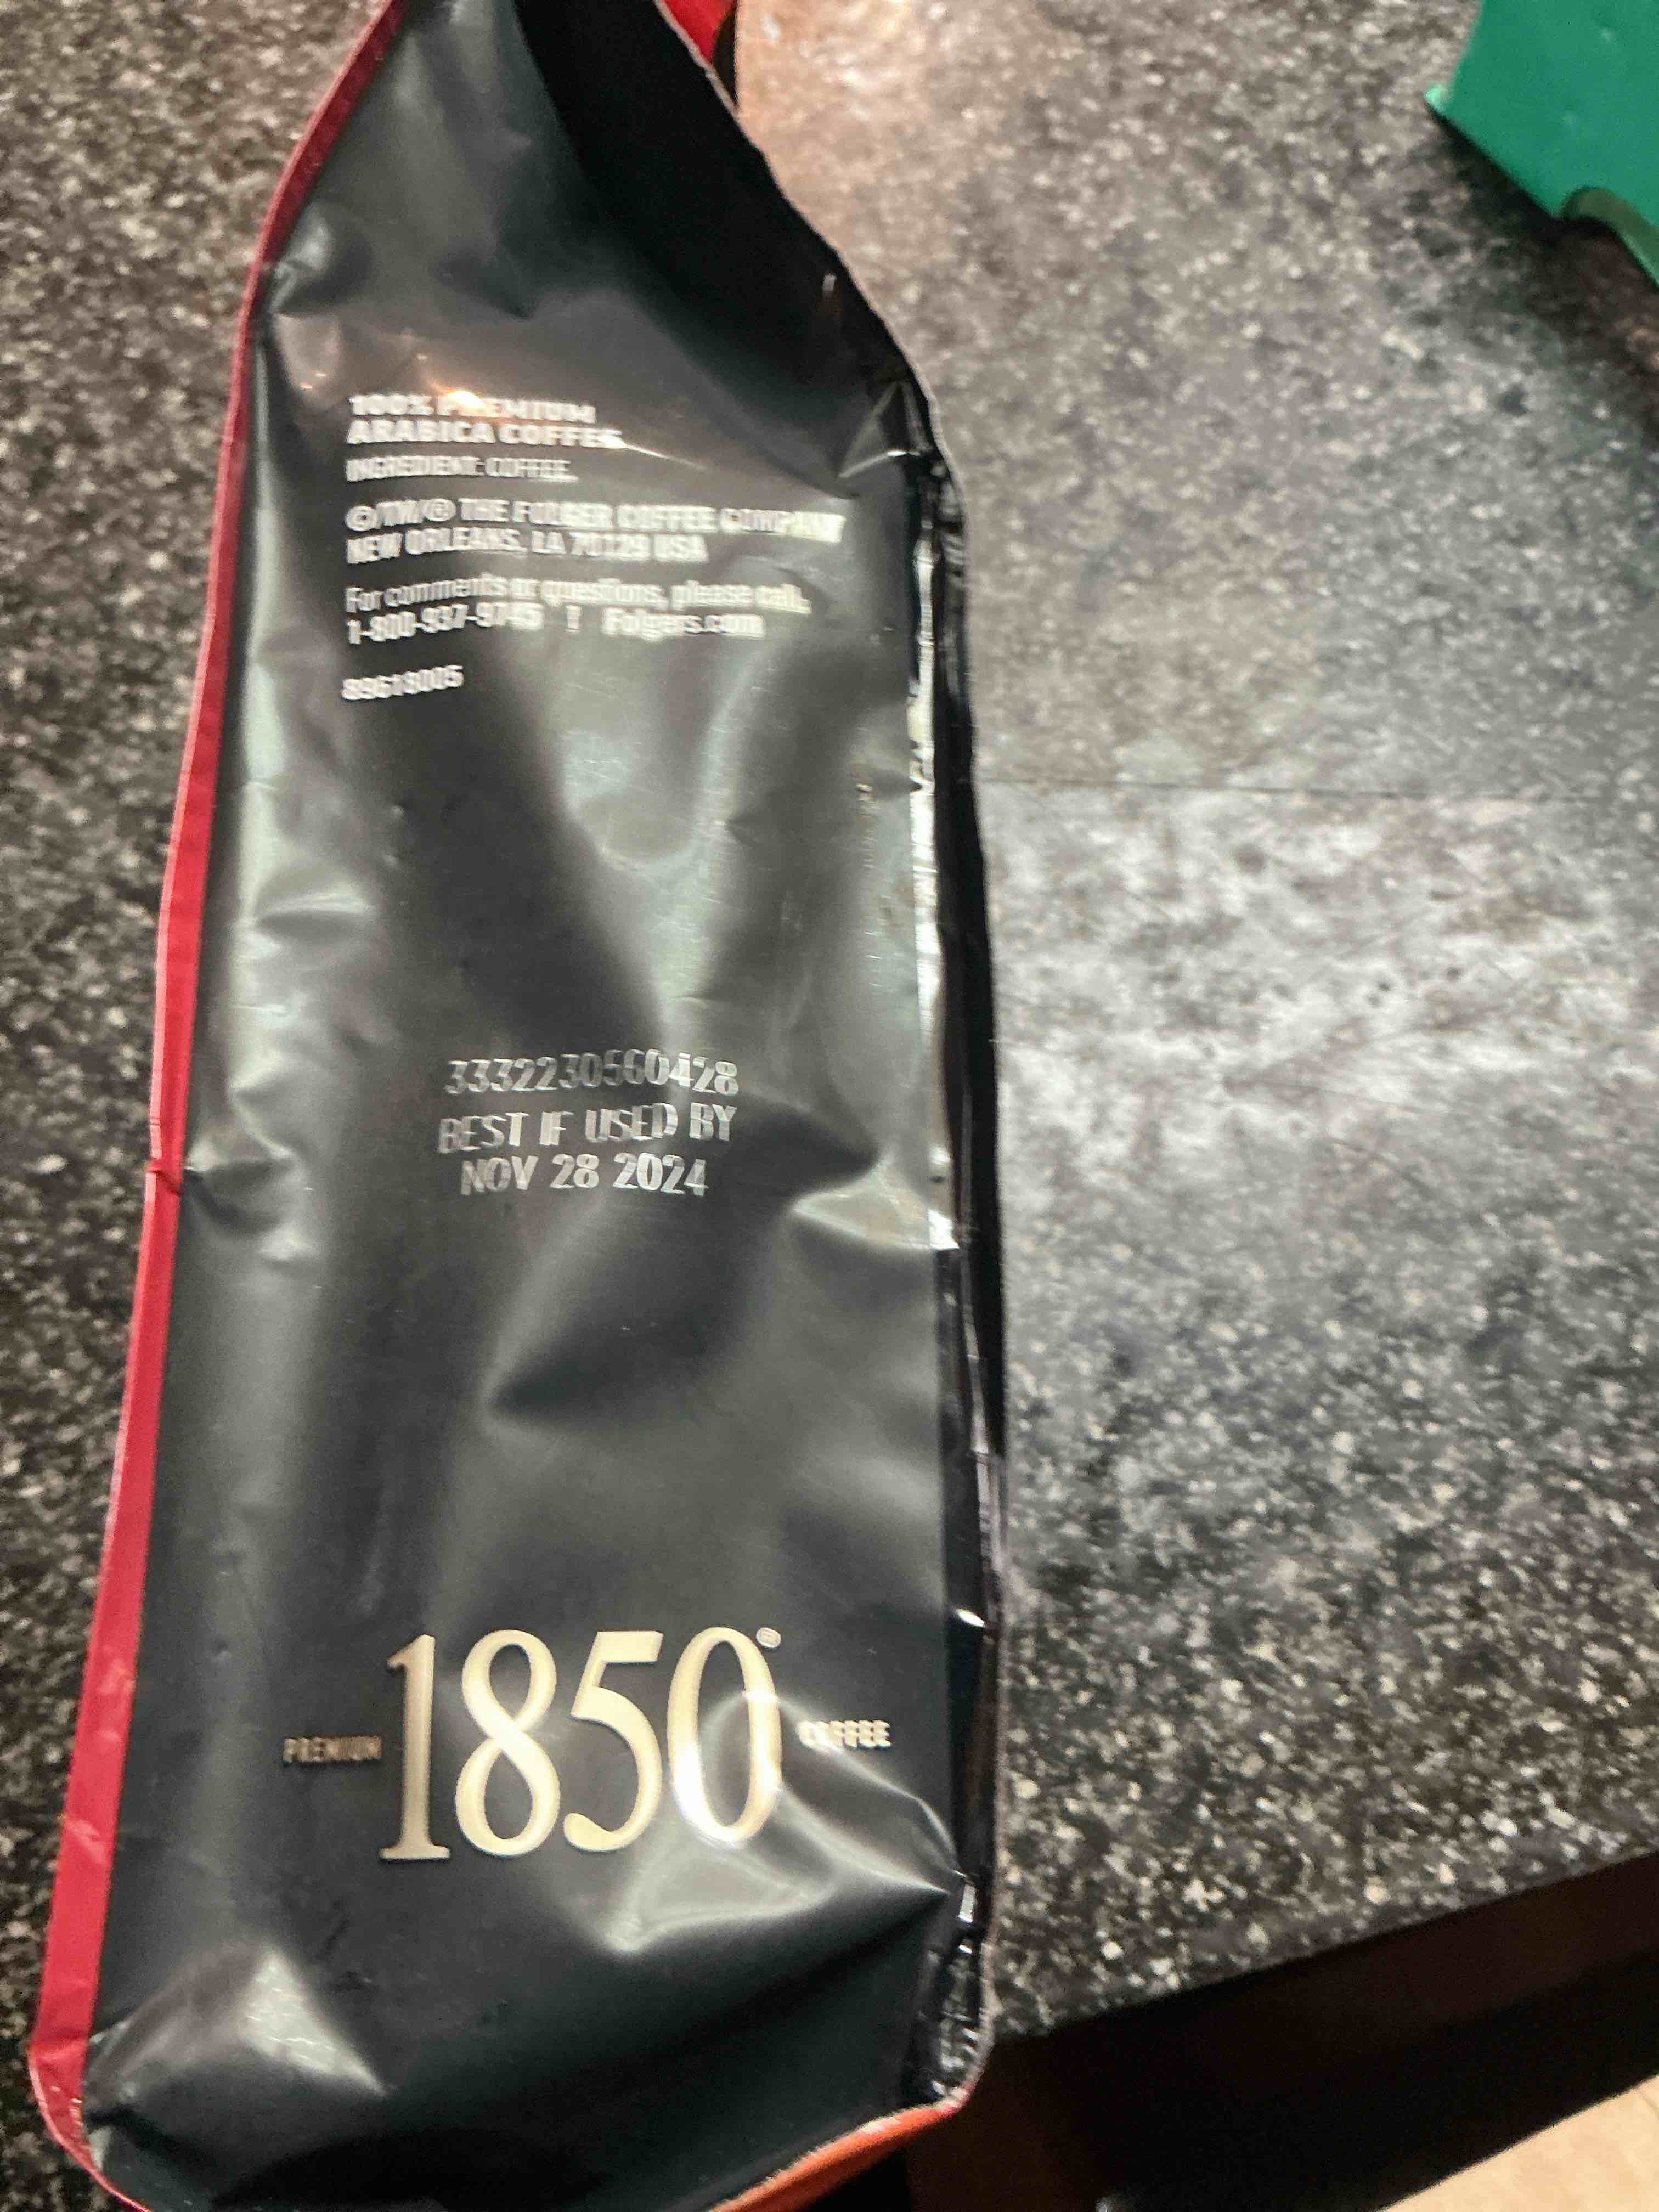 100% PREMIUM
ARABICA COFFEE
INGREDIENT: COFFEE.
©/TM/® THE FOLGER COFFEE COMPANY
NEW ORLEANS, LA 70129 USA
For comments or questions, please call,
1-800-937-9745 | Folgers.com
89618005
3332230560428
BEST IF USED BY
NOV 28 2024
PREMIUM 1850® COFFEE